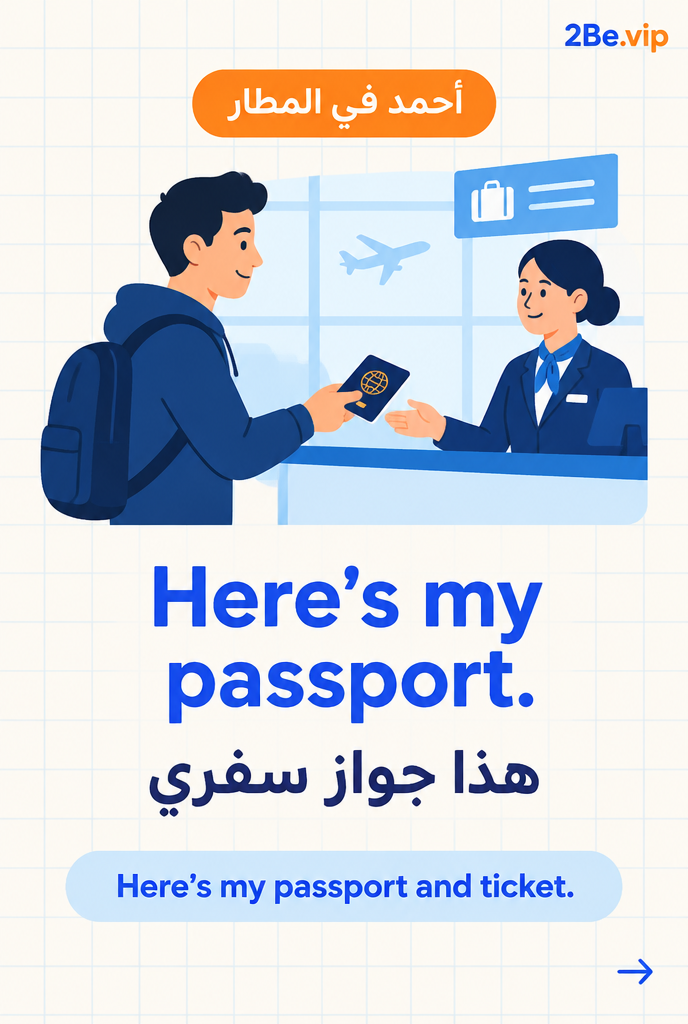 2Be.vip
أحمد في المطار
Here’s my
passport.
هذا جواز سفري
Here’s my passport and ticket.